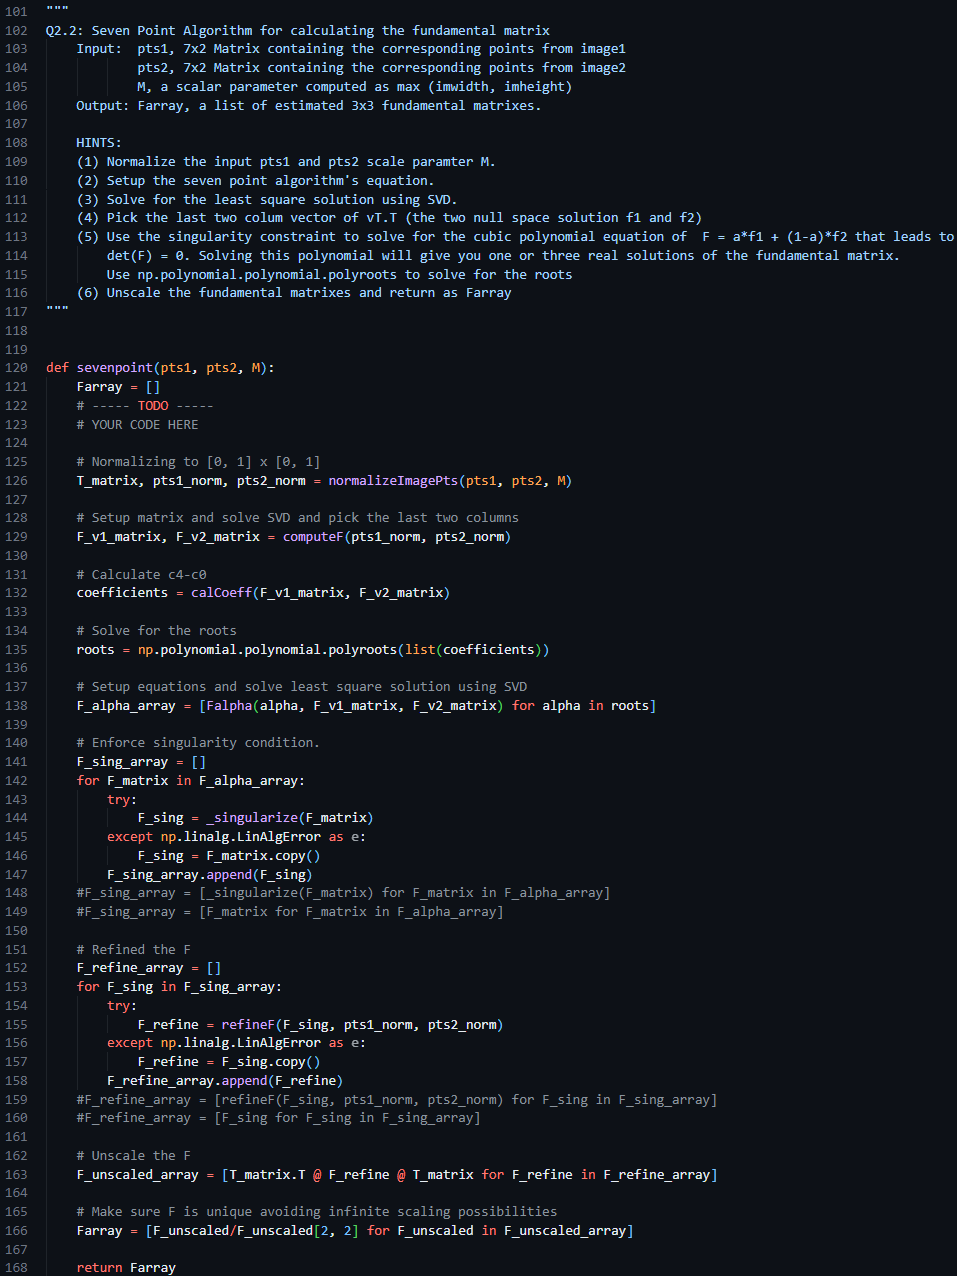 101 """
102 Q2.2: Seven Point Algorithm for calculating the fundamental matrix
103     Input:  pts1, 7x2 Matrix containing the corresponding points from image1
104             pts2, 7x2 Matrix containing the corresponding points from image2
105             M, a scalar parameter computed as max (imwidth, imheight)
106     Output: Farray, a list of estimated 3x3 fundamental matrixes.
107
108     HINTS:
109     (1) Normalize the input pts1 and pts2 scale paramter M.
110     (2) Setup the seven point algorithm's equation.
111     (3) Solve for the least square solution using SVD.
112     (4) Pick the last two colum vector of vT.T (the two null space solution f1 and f2)
113     (5) Use the singularity constraint to solve for the cubic polynomial equation of  F = a*f1 + (1-a)*f2 that leads to
114         det(F) = 0. Solving this polynomial will give you one or three real solutions of the fundamental matrix.
115         Use np.polynomial.polynomial.polyroots to solve for the roots
116     (6) Unscale the fundamental matrixes and return as Farray
117 """
118
119
120 def sevenpoint(pts1, pts2, M):
121     Farray = []
122     # ----- TODO -----
123     # YOUR CODE HERE
124
125     # Normalizing to [0, 1] x [0, 1]
126     T_matrix, pts1_norm, pts2_norm = normalizeImagePts(pts1, pts2, M)
127
128     # Setup matrix and solve SVD and pick the last two columns
129     F_v1_matrix, F_v2_matrix = computeF(pts1_norm, pts2_norm)
130
131     # Calculate c4-c0
132     coefficients = calCoeff(F_v1_matrix, F_v2_matrix)
133
134     # Solve for the roots
135     roots = np.polynomial.polynomial.polyroots(list(coefficients))
136
137     # Setup equations and solve least square solution using SVD
138     F_alpha_array = [Falpha(alpha, F_v1_matrix, F_v2_matrix) for alpha in roots]
139
140     # Enforce singularity condition.
141     F_sing_array = []
142     for F_matrix in F_alpha_array:
143         try:
144             F_sing = _singularize(F_matrix)
145         except np.linalg.LinAlgError as e:
146             F_sing = F_matrix.copy()
147         F_sing_array.append(F_sing)
148     #F_sing_array = [_singularize(F_matrix) for F_matrix in F_alpha_array]
149     #F_sing_array = [F_matrix for F_matrix in F_alpha_array]
150
151     # Refined the F
152     F_refine_array = []
153     for F_sing in F_sing_array:
154         try:
155             F_refine = refineF(F_sing, pts1_norm, pts2_norm)
156         except np.linalg.LinAlgError as e:
157             F_refine = F_sing.copy()
158         F_refine_array.append(F_refine)
159     #F_refine_array = [refineF(F_sing, pts1_norm, pts2_norm) for F_sing in F_sing_array]
160     #F_refine_array = [F_sing for F_sing in F_sing_array]
161
162     # Unscale the F
163     F_unscaled_array = [T_matrix.T @ F_refine @ T_matrix for F_refine in F_refine_array]
164
165     # Make sure F is unique avoiding infinite scaling possibilities
166     Farray = [F_unscaled/F_unscaled[2, 2] for F_unscaled in F_unscaled_array]
167
168     return Farray